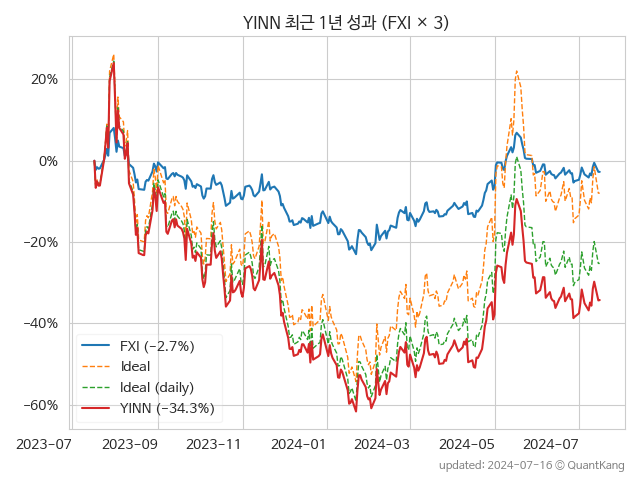 YINN 최근 1년 성과 (FXI × 3)
20%
0%
−20%
−40%
−60%
FXI (−2.7%)
Ideal
Ideal (daily)
YINN (−34.3%)
2023-07 2023-09 2023-11 2024-01 2024-03 2024-05 2024-07
updated: 2024-07-16 ⓒ QuantKang